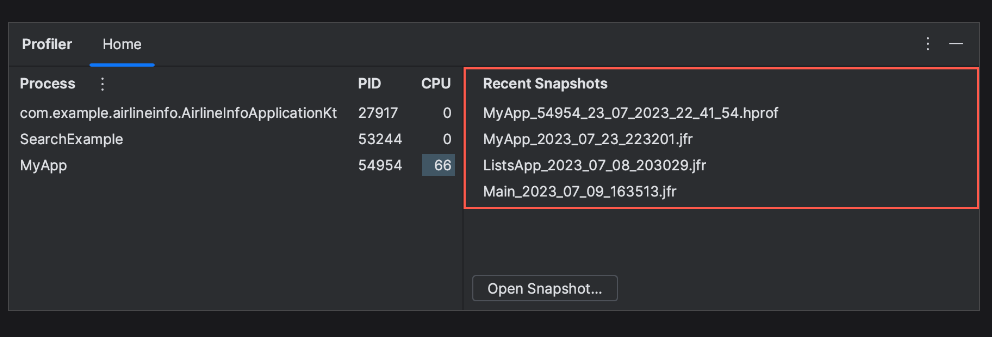 Profiler Home
Process PID CPU
com.example.airlineinfo.AirlineInfoApplicationKt 27917 0
SearchExample 53244 0
MyApp 54954 66
Recent Snapshots
MyApp_54954_23_07_2023_22_41_54.hprof
MyApp_2023_07_23_223201.jfr
ListsApp_2023_07_08_203029.jfr
Main_2023_07_09_163513.jfr
Open Snapshot...